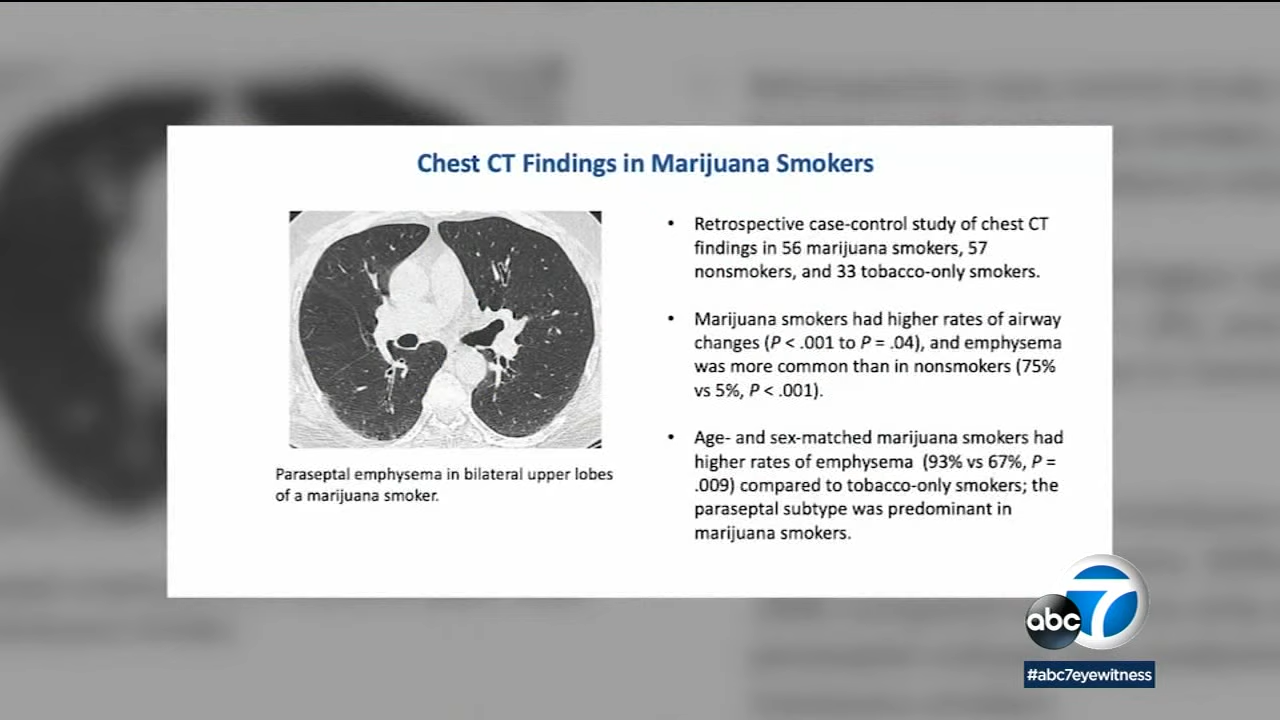 Chest CT Findings in Marijuana Smokers
Paraseptal emphysema in bilateral upper lobes
of a marijuana smoker.
• Retrospective case-control study of chest CT
findings in 56 marijuana smokers, 57
nonsmokers, and 33 tobacco-only smokers.
• Marijuana smokers had higher rates of airway
changes (P < .001 to P = .04), and emphysema
was more common than in nonsmokers (75%
vs 5%, P < .001).
• Age- and sex-matched marijuana smokers had
higher rates of emphysema (93% vs 67%, P =
.009) compared to tobacco-only smokers; the
paraseptal subtype was predominant in
marijuana smokers.
abc 7
#abc7eyewitness